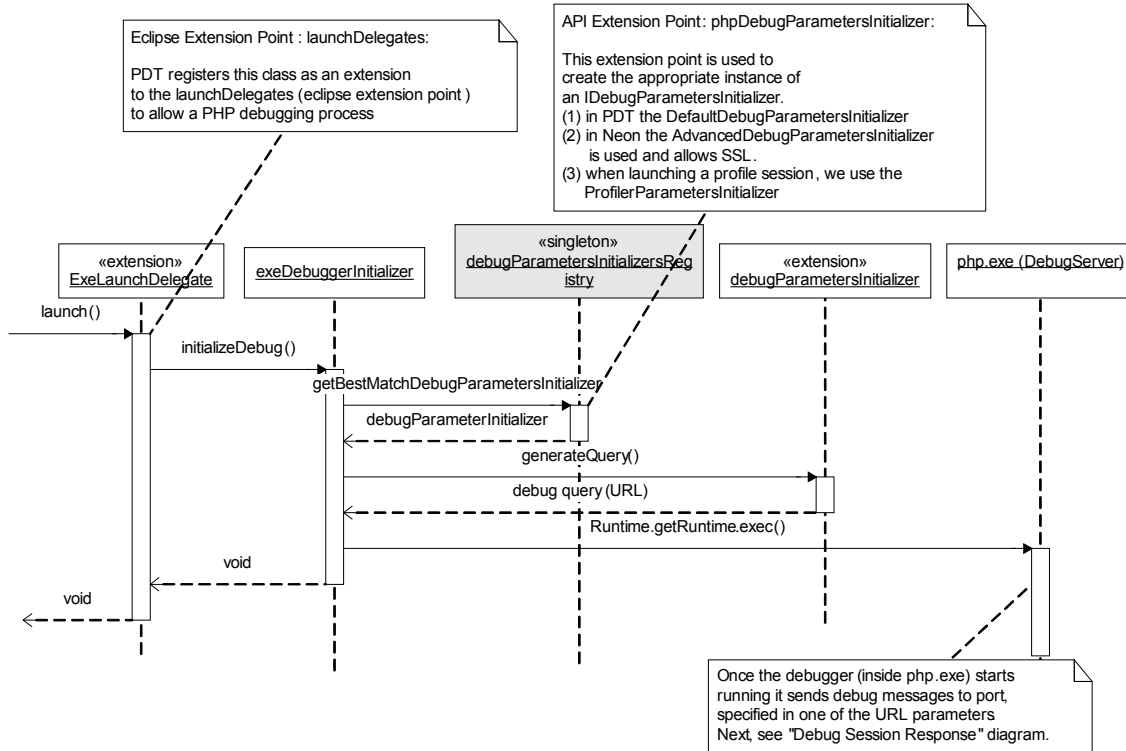 Eclipse Extension Point : launchDelegates:
PDT registers this class as an extension
to the launchDelegates (eclipse extension point )
to allow a PHP debugging process
API Extension Point: phpDebugParametersInitializer:
This extension point is used to
create the appropriate instance of
an IDebugParametersInitializer.
(1) in PDT the DefaultDebugParametersInitializer
(2) in Neon the AdvancedDebugParametersInitializer
is used and allows SSL.
(3) when launching a profile session, we use the
ProfilerParametersInitializer
«extension»
ExeLaunchDelegate
exeDebuggerInitializer
«singleton»
debugParametersInitializersReg
istry
«extension»
debugParametersInitializer
php.exe (DebugServer)
launch()
initializeDebug()
getBestMatchDebugParametersInitializer
debugParameterInitializer
generateQuery()
debug query (URL)
Runtime.getRuntime.exec()
void
void
Once the debugger (inside php.exe) starts
running it sends debug messages to port,
specified in one of the URL parameters.
Next, see "Debug Session Response" diagram.